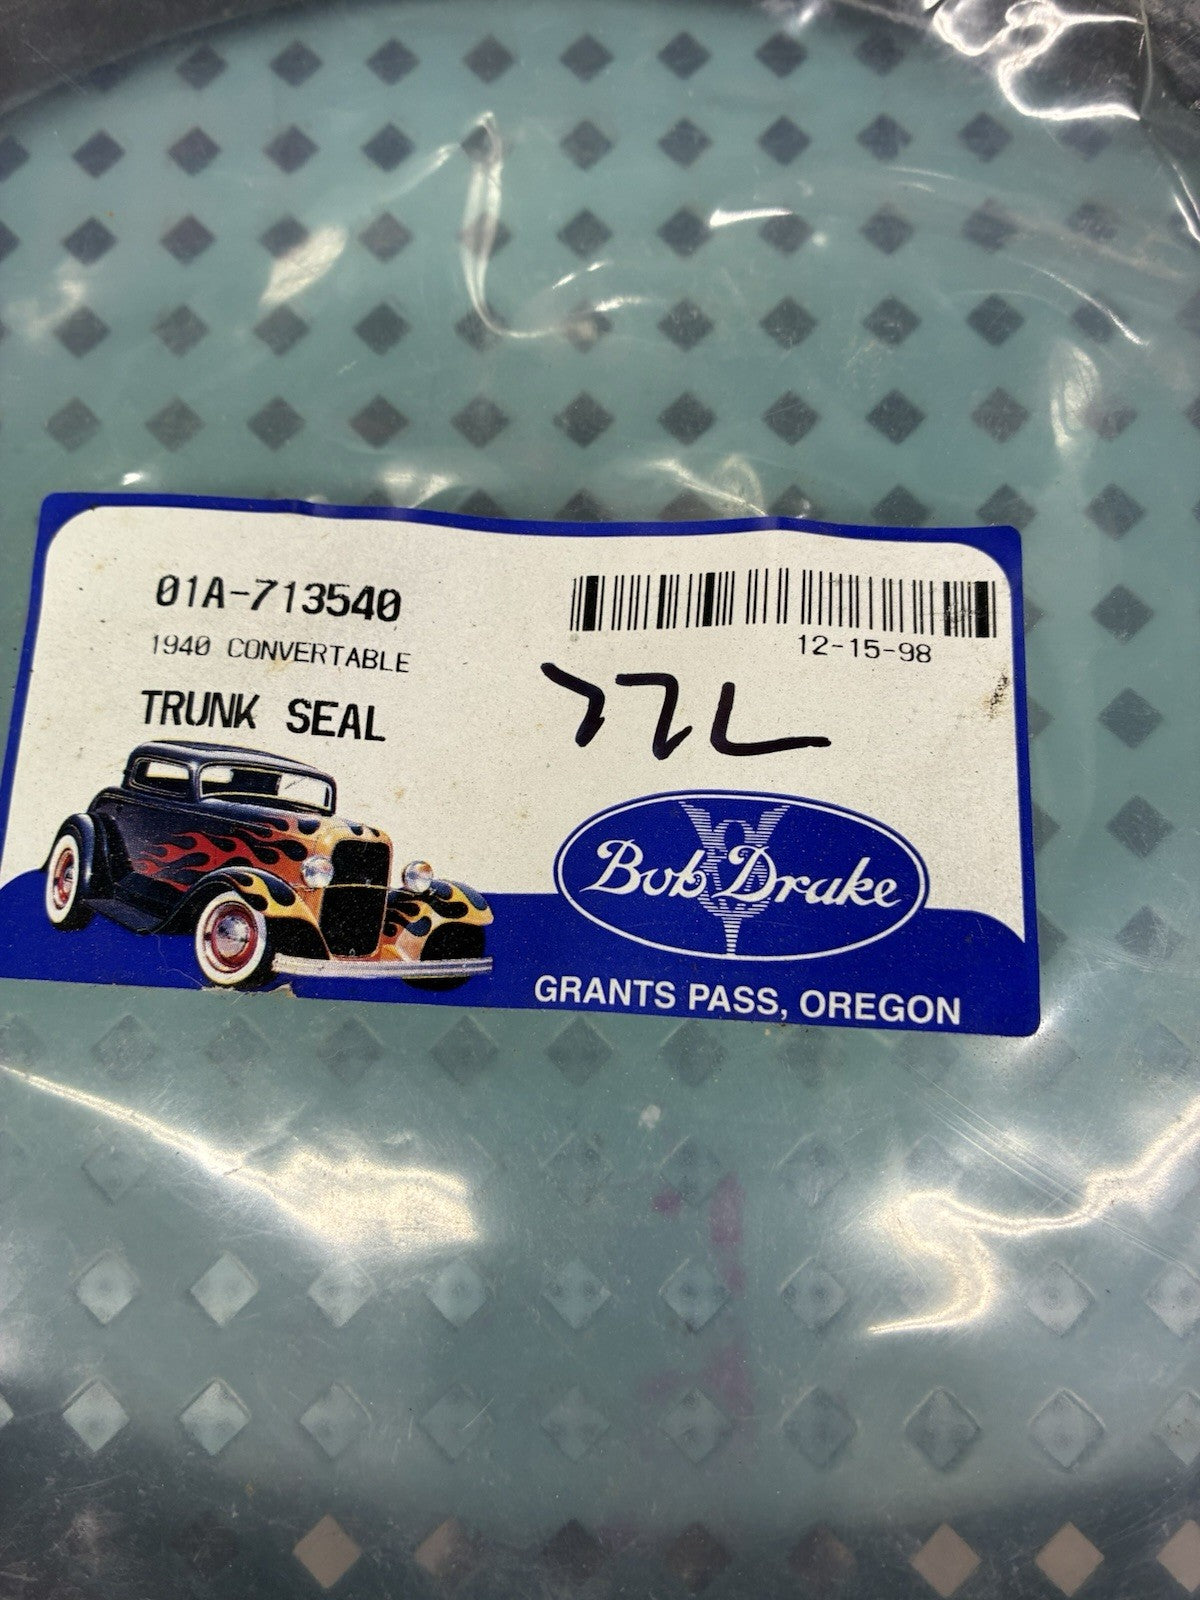 01A-713540
1940 CONVERTABLE
TRUNK SEAL
12-15-98
77L
Bob Drake
GRANTS PASS, OREGON